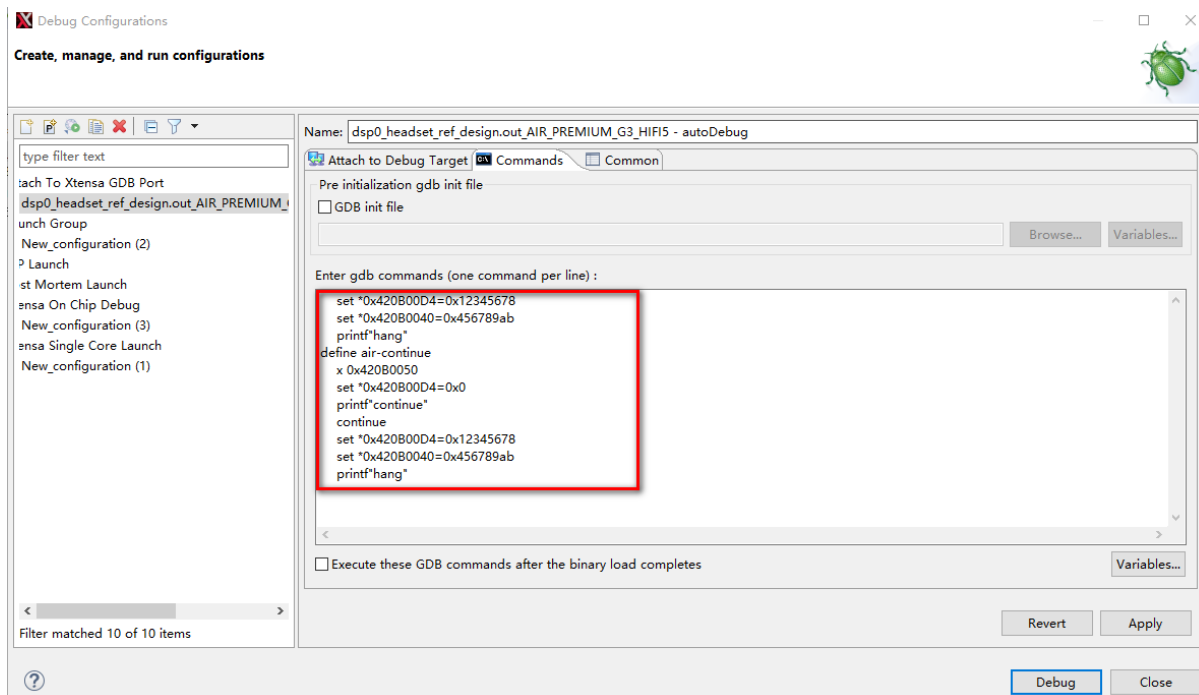 Debug Configurations
Create, manage, and run configurations
type filter text
tach To Xtensa GDB Port
dsp0_headset_ref_design.out_AIR_PREMIUM_
unch Group
New_configuration (2)
P Launch
st Mortem Launch
ensa On Chip Debug
New_configuration (3)
ensa Single Core Launch
New_configuration (1)
Filter matched 10 of 10 items
Name: dsp0_headset_ref_design.out_AIR_PREMIUM_G3_HIFI5 - autoDebug
Attach to Debug Target Commands Common
Pre initialization gdb init file
GDB init file
Browse... Variables...
Enter gdb commands (one command per line) :
set *0x420B00D4=0x12345678
set *0x420B0040=0x456789ab
printf"hang"
define air-continue
x 0x420B0050
set *0x420B00D4=0x0
printf"continue"
continue
set *0x420B00D4=0x12345678
set *0x420B0040=0x456789ab
printf"hang"
Execute these GDB commands after the binary load completes
Variables...
Revert Apply
Debug Close